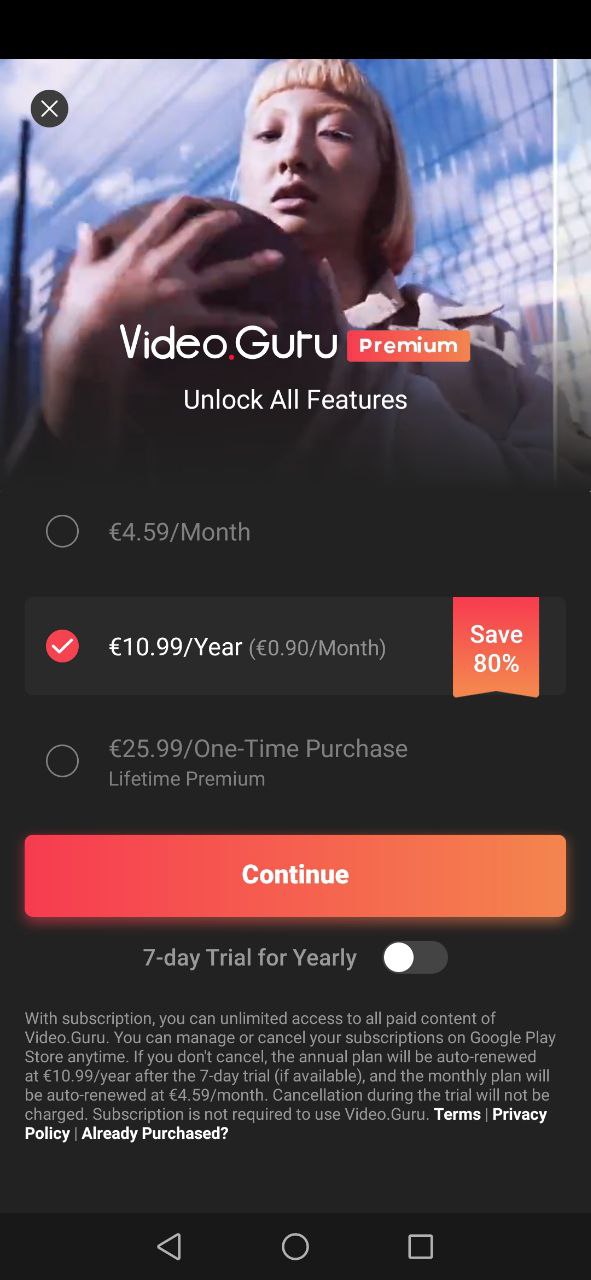 Video.Guru Premium
Unlock All Features
€4.59/Month
€10.99/Year (€0.90/Month)
Save
80%
€25.99/One-Time Purchase
Lifetime Premium
Continue
7-day Trial for Yearly
With subscription, you can unlimited access to all paid content of
Video.Guru. You can manage or cancel your subscriptions on Google Play
Store anytime. If you don't cancel, the annual plan will be auto-renewed
at €10.99/year after the 7-day trial (if available), and the monthly plan will
be auto-renewed at €4.59/month. Cancellation during the trial will not be
charged. Subscription is not required to use Video.Guru. Terms | Privacy
Policy | Already Purchased?